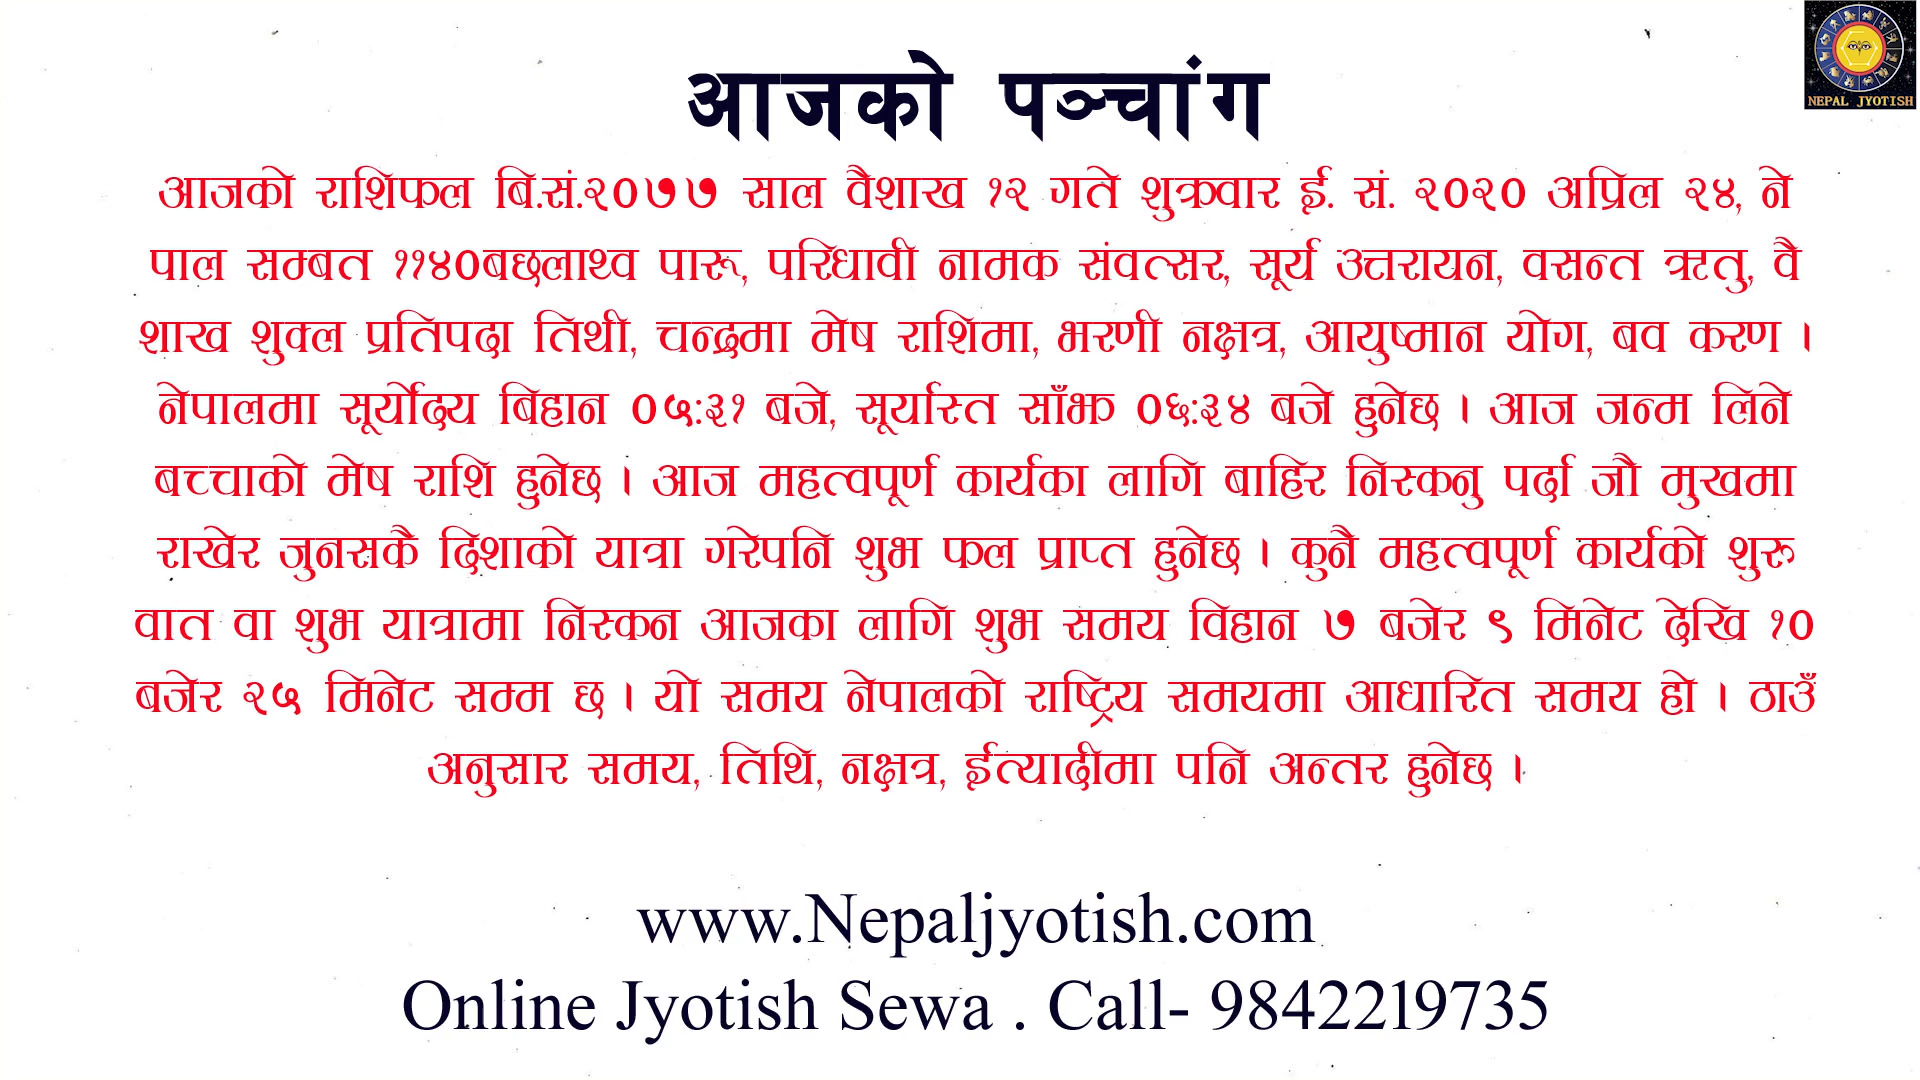 NEPAL JYOTISH
आजको पञ्चांग
आजको राशिफल बि.सं.२०७७ साल वैशाख १२ गते शुक्रवार ई. सं. २०२० अप्रिल २४, ने
पाल सम्बत ११४०बछलाथ्व पारू, परिधावी नामक संवत्सर, सूर्य उत्तरायन, वसन्त ऋतु, वै
शाख शुक्ल प्रतिपदा तिथी, चन्द्रमा मेष राशिमा, भरणी नक्षत्र, आयुष्मान योग, बव करण ।
नेपालमा सूर्योदय बिहान ०५:३१ बजे, सूर्यास्त साँझ ०६:३४ बजे हुनेछ । आज जन्म लिने
बच्चाको मेष राशि हुनेछ । आज महत्वपूर्ण कार्यका लागि बाहिर निस्कनु पर्दा जौ मुखमा
राखेर जुनसकै दिशाको यात्रा गरेपनि शुभ फल प्राप्त हुनेछ । कुनै महत्वपूर्ण कार्यको शुरु
वात वा शुभ यात्रामा निस्कन आजका लागि शुभ समय विहान ७ बजेर ९ मिनेट देखि १०
बजेर २५ मिनेट सम्म छ । यो समय नेपालको राष्ट्रिय समयमा आधारित समय हो । ठाउँ
अनुसार समय, तिथि, नक्षत्र, ईत्यादीमा पनि अन्तर हुनेछ ।
www.Nepaljyotish.com
Online Jyotish Sewa . Call- 9842219735